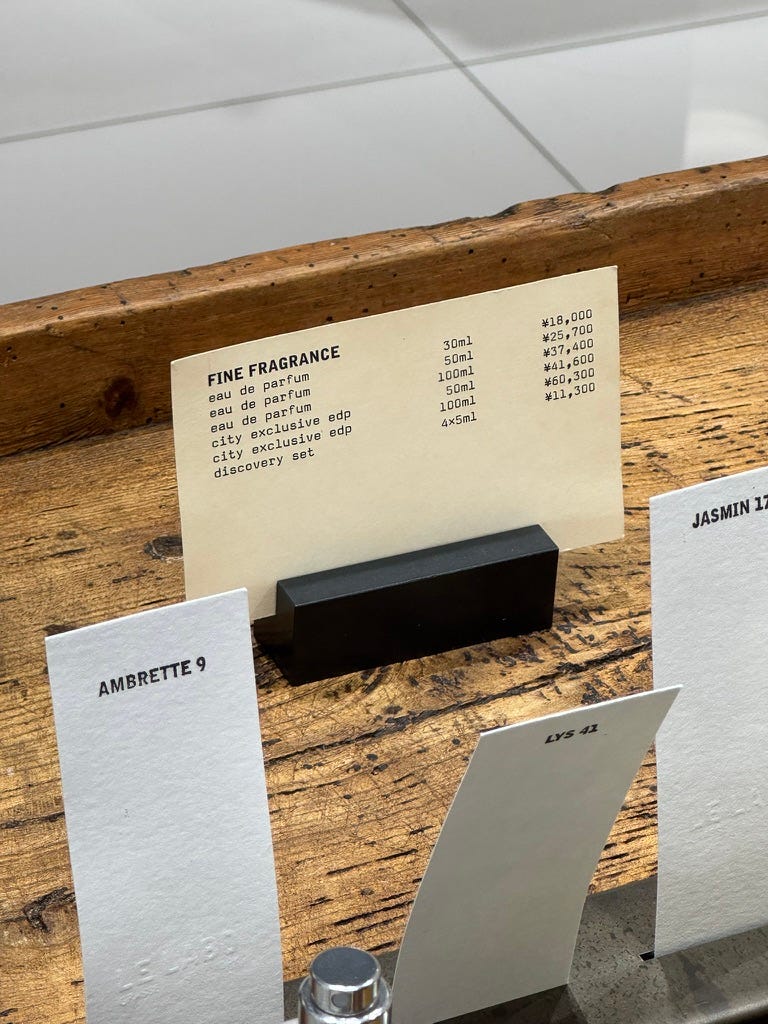 FINE FRAGRANCE
eau de parfum 30ml ¥18,000
eau de parfum 50ml ¥25,700
eau de parfum 100ml ¥37,400
city exclusive edp 50ml ¥41,600
city exclusive edp 100ml ¥60,300
discovery set 4×5ml ¥11,300
JASMIN 17
AMBRETTE 9
LYS 41